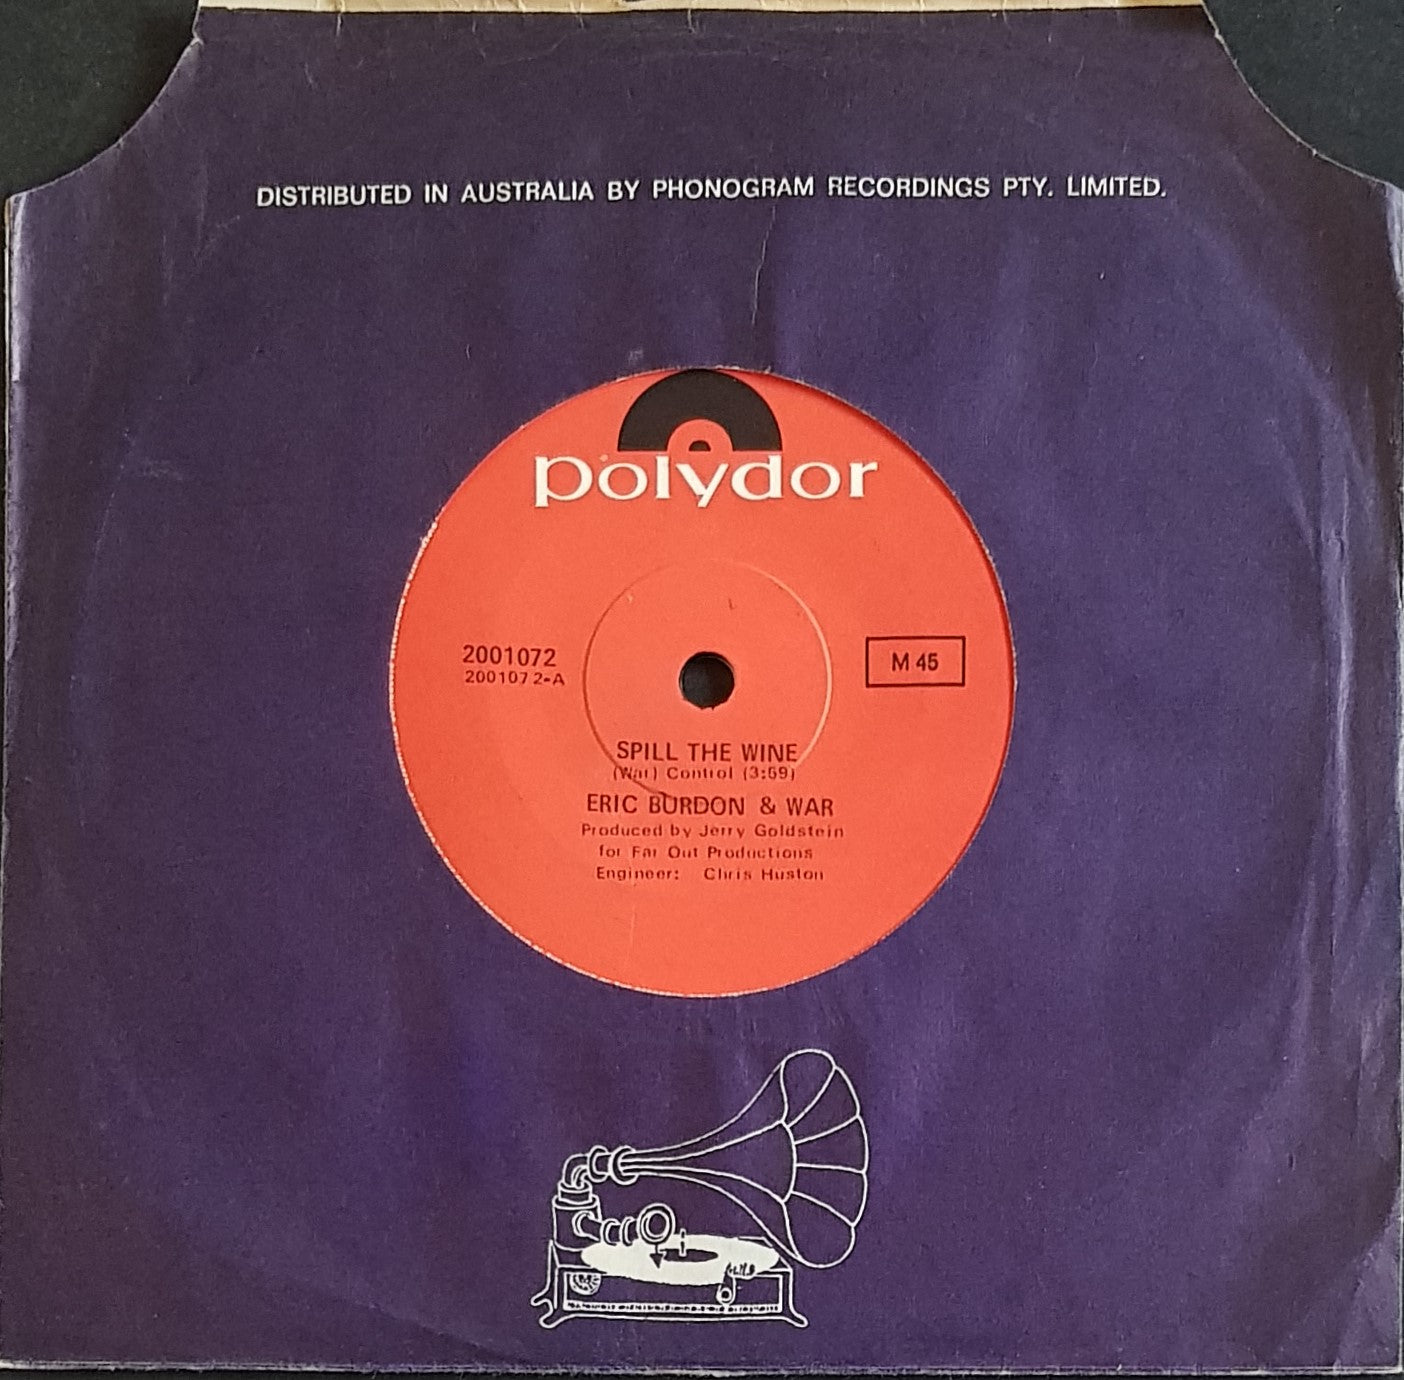 DISTRIBUTED IN AUSTRALIA BY PHONOGRAM RECORDINGS PTY. LIMITED.
polydor
2001072
2001072-A
M 45
SPILL THE WINE
(War) Control (3:59)
ERIC BURDON & WAR
Produced by Jerry Goldstein
for Far Out Productions
Engineer: Chris Huston